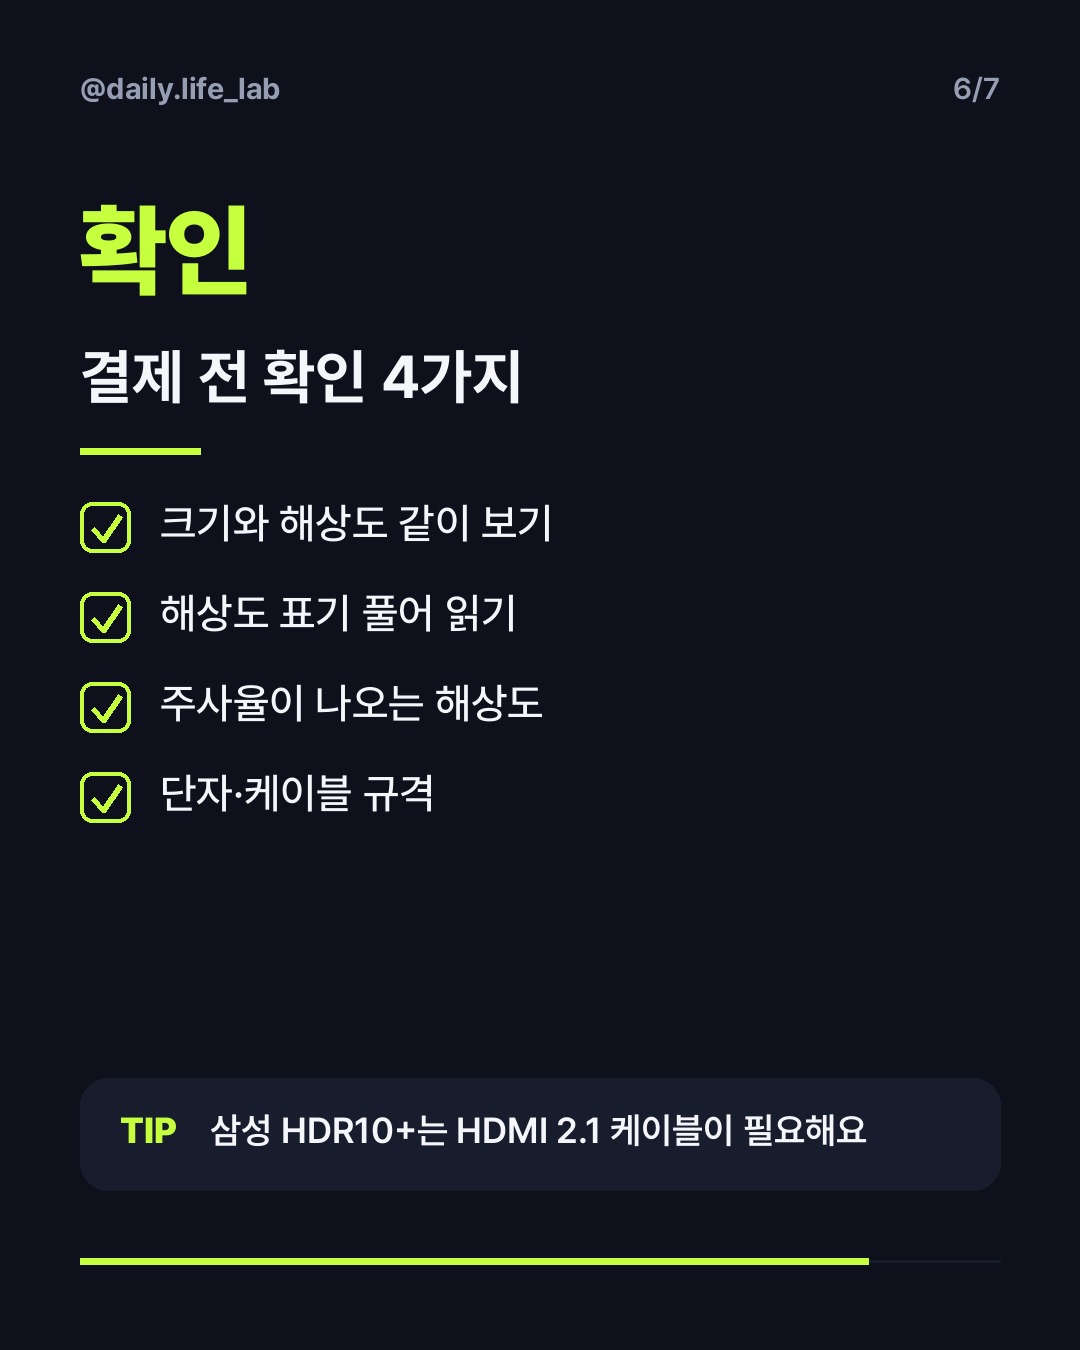 @daily.life_lab
6/7
확인
결제 전 확인 4가지
크기와 해상도 같이 보기
해상도 표기 풀어 읽기
주사율이 나오는 해상도
단자·케이블 규격
TIP 삼성 HDR10+는 HDMI 2.1 케이블이 필요해요